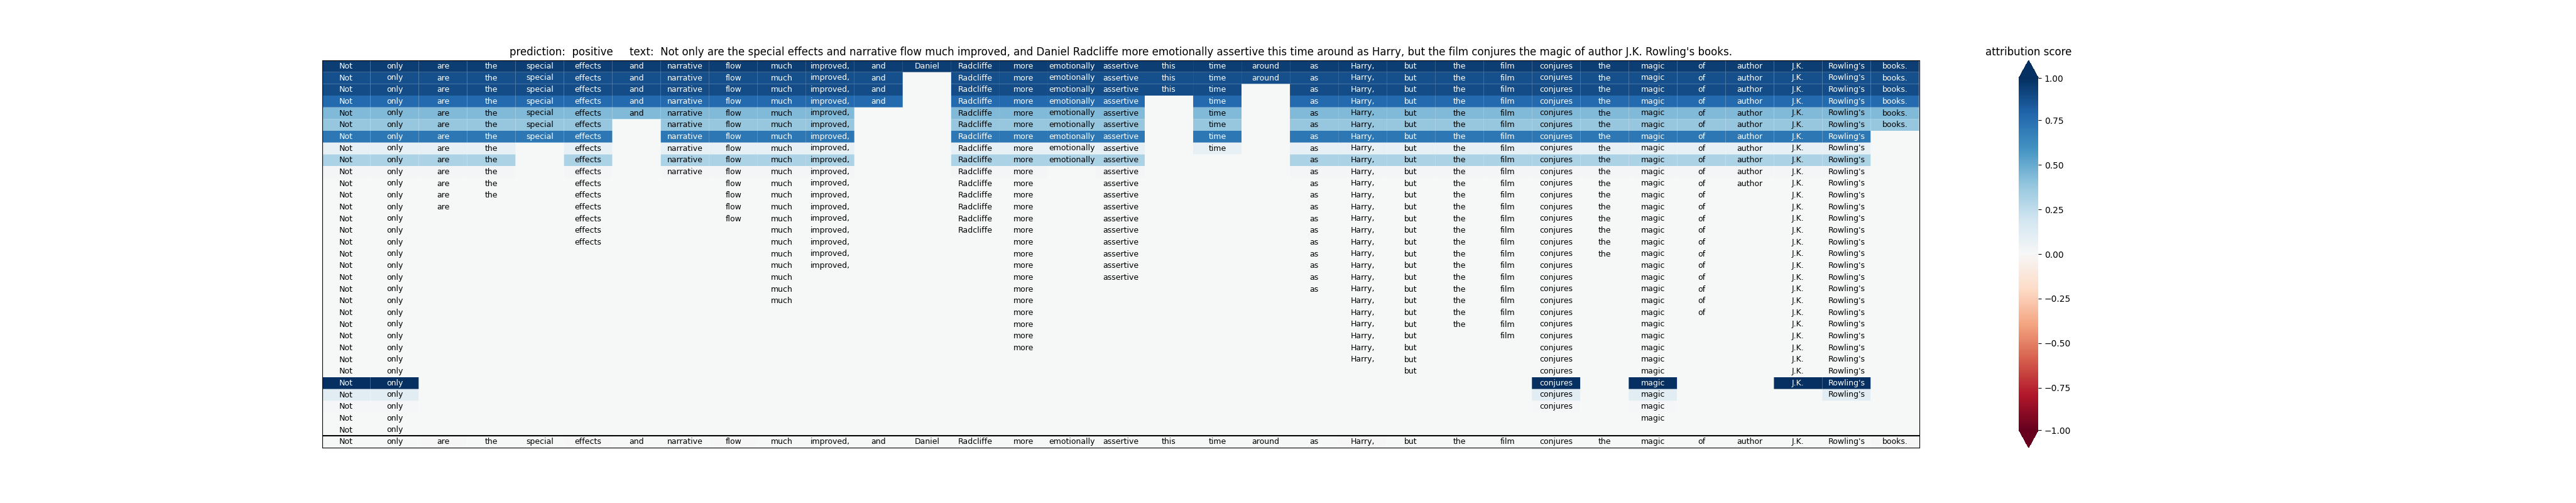 prediction: positive text: Not only are the special effects and narrative flow much improved, and Daniel Radcliffe more emotionally assertive this time around as Harry, but the film conjures the magic of author J.K. Rowling's books.
attribution score
Not only are the special effects and narrative flow much improved, and Daniel Radcliffe more emotionally assertive this time around as Harry, but the film conjures the magic of author J.K. Rowling's books.
Not only are the special effects and narrative flow much improved, and Radcliffe more emotionally assertive this time around as Harry, but the film conjures the magic of author J.K. Rowling's books.
Not only are the special effects and narrative flow much improved, and Radcliffe more emotionally assertive this time as Harry, but the film conjures the magic of author J.K. Rowling's books.
Not only are the special effects and narrative flow much improved, and Radcliffe more emotionally assertive time as Harry, but the film conjures the magic of author J.K. Rowling's books.
Not only are the special effects and narrative flow much improved, Radcliffe more emotionally assertive time as Harry, but the film conjures the magic of author J.K. Rowling's books.
Not only are the special effects narrative flow much improved, Radcliffe more emotionally assertive time as Harry, but the film conjures the magic of author J.K. Rowling's books.
Not only are the special effects narrative flow much improved, Radcliffe more emotionally assertive time as Harry, but the film conjures the magic of author J.K. Rowling's
Not only are the effects narrative flow much improved, Radcliffe more emotionally assertive time as Harry, but the film conjures the magic of author J.K. Rowling's
Not only are the effects narrative flow much improved, Radcliffe more emotionally assertive as Harry, but the film conjures the magic of author J.K. Rowling's
Not only are the effects narrative flow much improved, Radcliffe more assertive as Harry, but the film conjures the magic of author J.K. Rowling's
Not only are the effects flow much improved, Radcliffe more assertive as Harry, but the film conjures the magic of author J.K. Rowling's
Not only are the effects flow much improved, Radcliffe more assertive as Harry, but the film conjures the magic of J.K. Rowling's
Not only are effects flow much improved, Radcliffe more assertive as Harry, but the film conjures the magic of J.K. Rowling's
Not only effects flow much improved, Radcliffe more assertive as Harry, but the film conjures the magic of J.K. Rowling's
Not only effects much improved, Radcliffe more assertive as Harry, but the film conjures the magic of J.K. Rowling's
Not only effects much improved, more assertive as Harry, but the film conjures the magic of J.K. Rowling's
Not only much improved, more assertive as Harry, but the film conjures the magic of J.K. Rowling's
Not only much improved, more assertive as Harry, but the film conjures magic of J.K. Rowling's
Not only much more assertive as Harry, but the film conjures magic of J.K. Rowling's
Not only much more as Harry, but the film conjures magic of J.K. Rowling's
Not only much more Harry, but the film conjures magic of J.K. Rowling's
Not only more Harry, but the film conjures magic of J.K. Rowling's
Not only more Harry, but the film conjures magic J.K. Rowling's
Not only more Harry, but film conjures magic J.K. Rowling's
Not only more Harry, but conjures magic J.K. Rowling's
Not only Harry, but conjures magic J.K. Rowling's
Not only but conjures magic J.K. Rowling's
Not only conjures magic J.K. Rowling's
Not only conjures magic Rowling's
Not only conjures magic
Not only magic
Not only
Not only are the special effects and narrative flow much improved, and Daniel Radcliffe more emotionally assertive this time around as Harry, but the film conjures the magic of author J.K. Rowling's books.
1.00
0.75
0.50
0.25
0.00
−0.25
−0.50
−0.75
−1.00